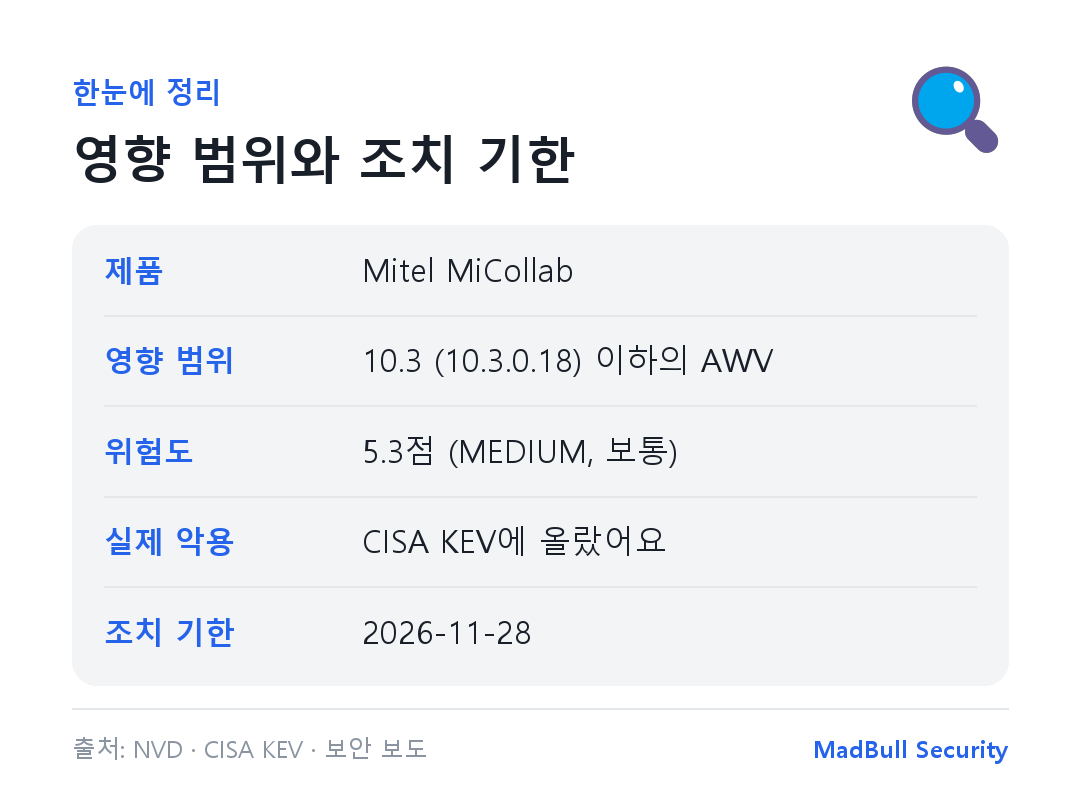 한눈에 정리
영향 범위와 조치 기한
제품 Mitel MiCollab
영향 범위 10.3 (10.3.0.18) 이하의 AWV
위험도 5.3점 (MEDIUM, 보통)
실제 악용 CISA KEV에 올랐어요
조치 기한 2026-11-28
출처: NVD · CISA KEV · 보안 보도 MadBull Security